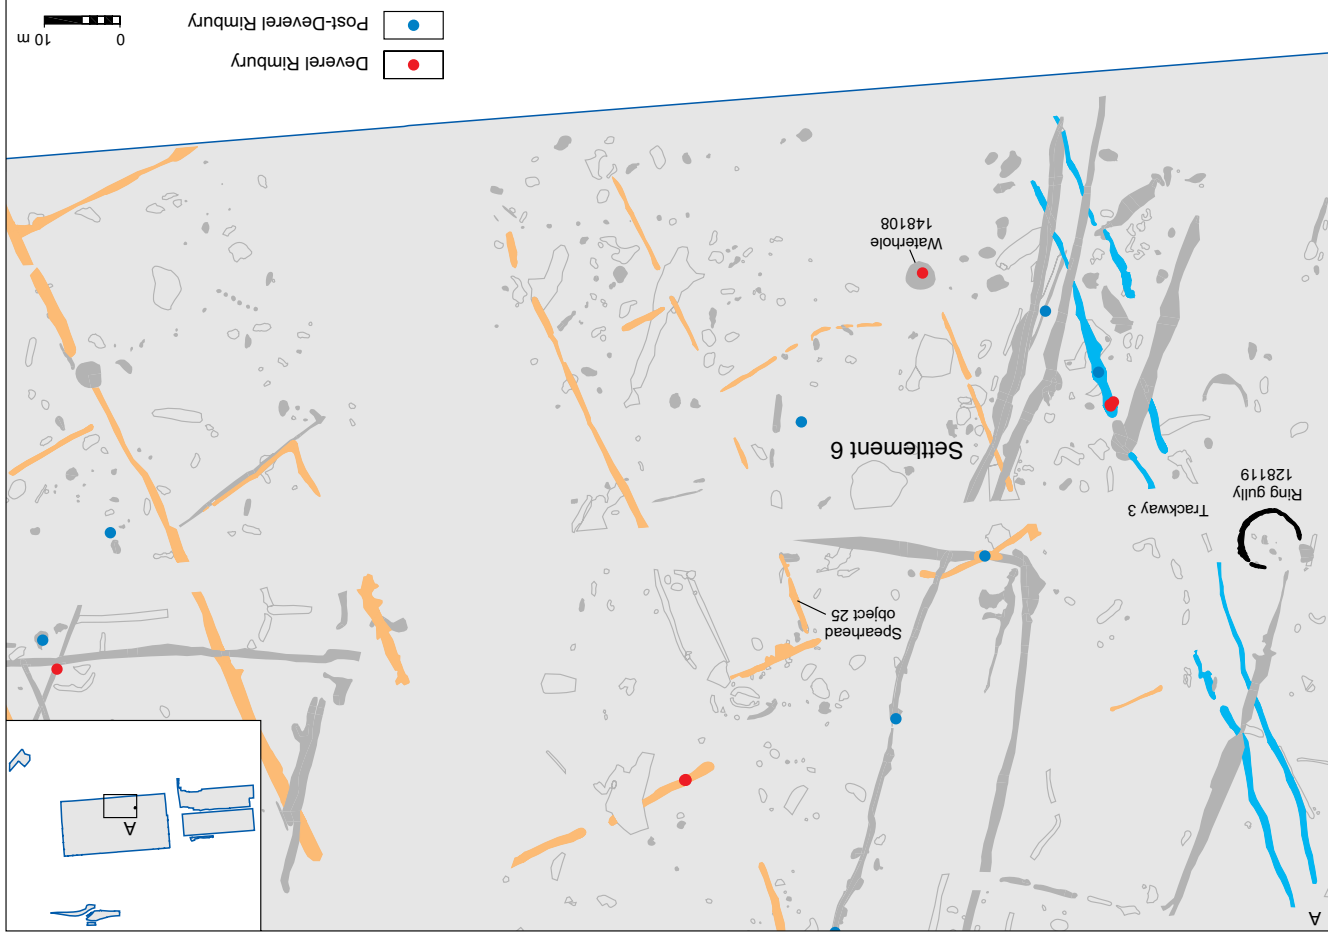 A
Trackway 3
Ring gully
128119
Spearhead
object 25
Settlement 6
Waterhole
148108
A
Deverel Rimbury
Post-Deverel Rimbury
0
10 m